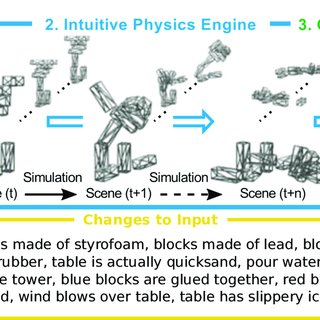 2. Intuitive Physics Engine
3.
Simulation
Simulation
(t)
Scene (t+1)
Scene (t+n)
Changes to Input
made of styrofoam, blocks made of lead,
rubber, table is actually quicksand, pour water
tower, blue blocks are glued together, red
wind blows over table, table has slippery